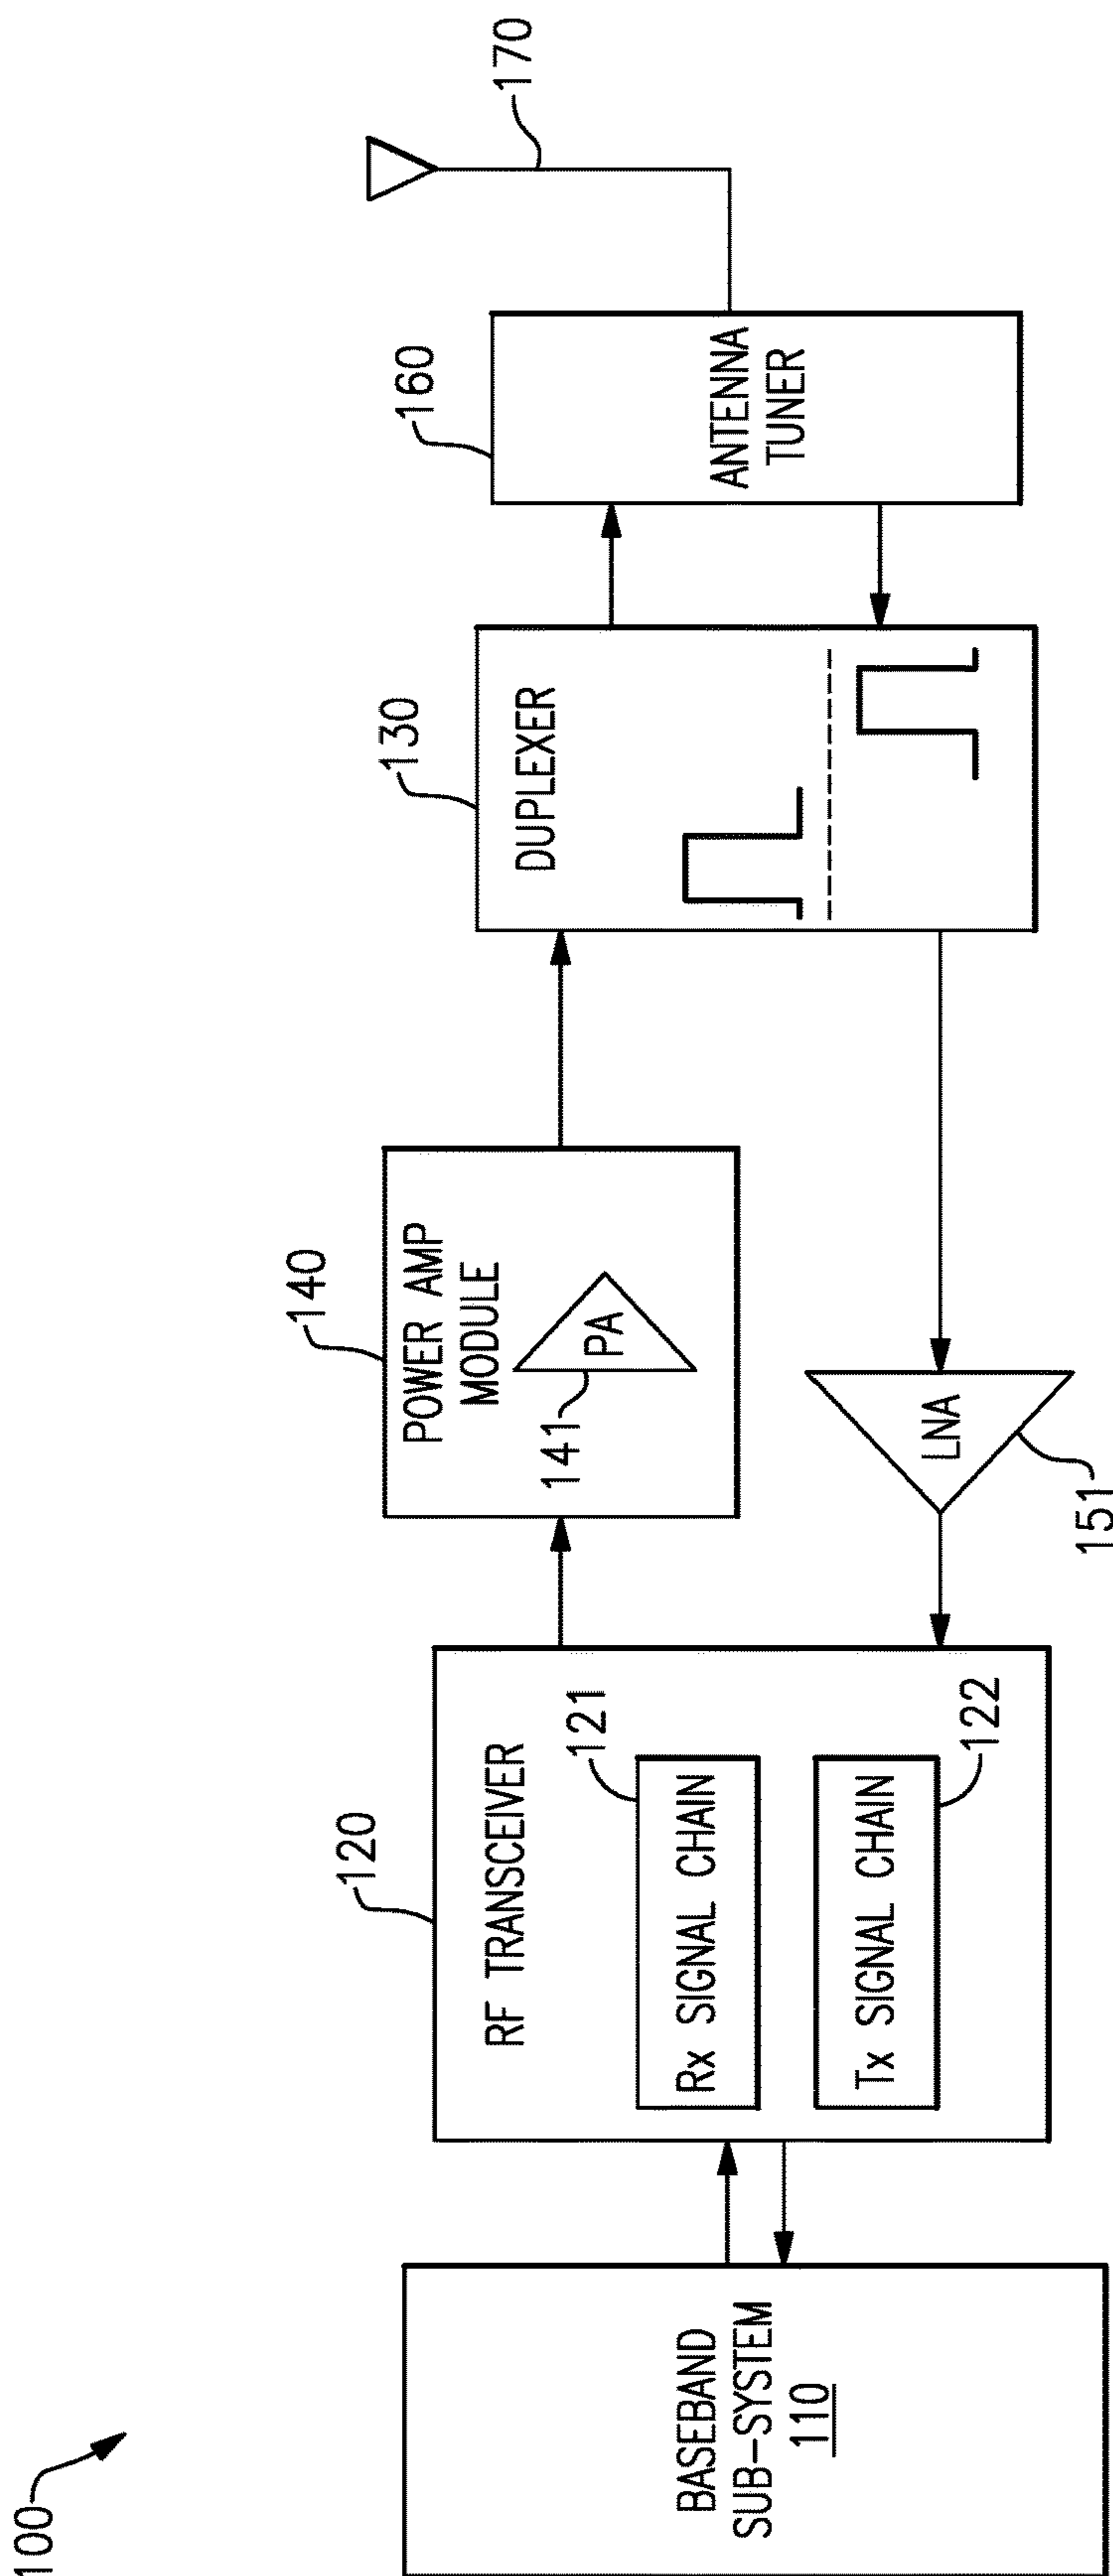 100
BASEBAND
SUB-SYSTEM
110
120
RF TRANSCEIVER
121
Rx SIGNAL CHAIN
Tx SIGNAL CHAIN
122
140
POWER AMP
MODULE
PA
141
LNA
151
130
DUPLEXER
160
ANTENNA
TUNER
170